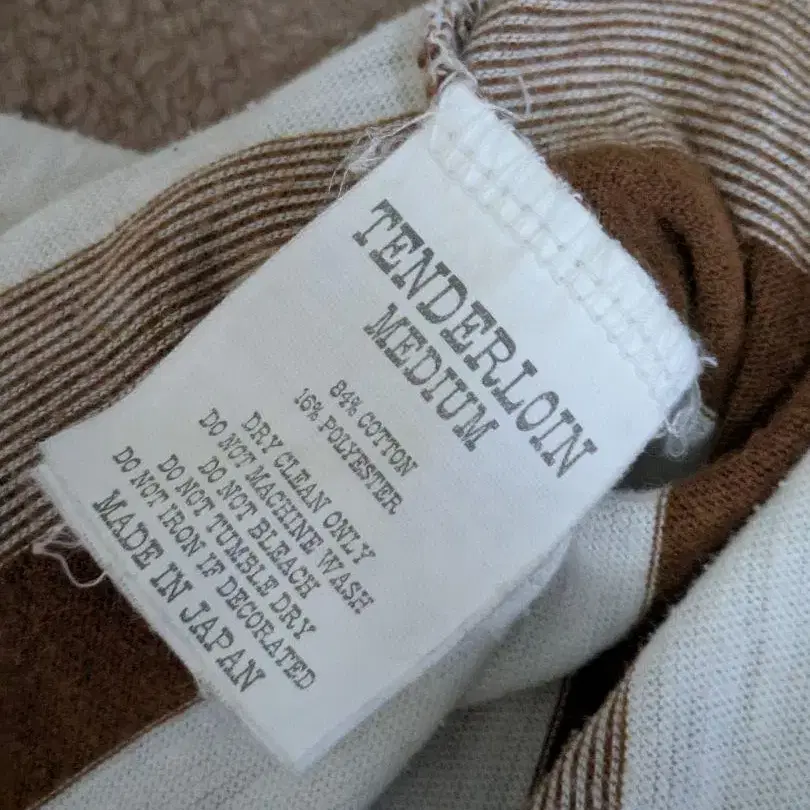 TENDERLOIN
MEDIUM
84% COTTON
16% POLYESTER
DRY CLEAN ONLY
DO NOT MACHINE WASH
DO NOT BLEACH
DO NOT TUMBLE DRY
DO NOT IRON IF DECORATED
MADE IN JAPAN